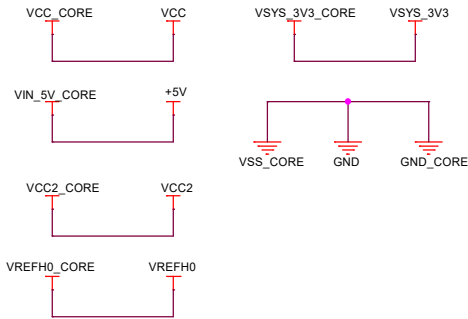 VCC_CORE VCC VSYS_3V3_CORE VSYS_3V3
VIN_5V_CORE +5V
VSS_CORE GND GND_CORE
VCC2_CORE VCC2
VREFH0_CORE VREFH0